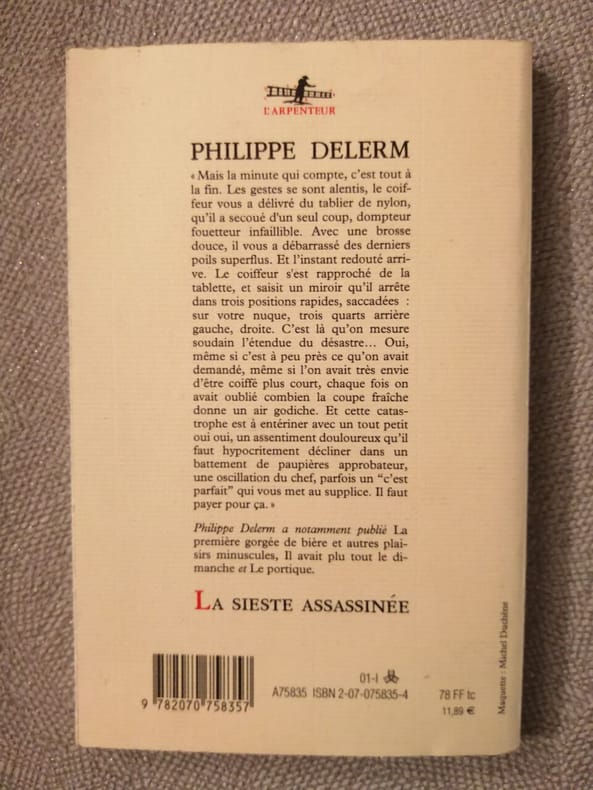 L'ARPENTEUR
PHILIPPE DELERM
« Mais la minute qui compte, c'est tout à
la fin. Les gestes se sont alentis, le coif-
feur vous a délivré du tablier de nylon,
qu'il a secoué d'un seul coup, dompteur
fouetteur infaillible. Avec une brosse
douce, il vous a débarrassé des derniers
poils superflus. Et l'instant redouté arri-
ve. Le coiffeur s'est rapproché de la
tablette, et saisit un miroir qu'il arrête
dans trois positions rapides, saccadées :
sur votre nuque, trois quarts arrière
gauche, droite. C'est là qu'on mesure
soudain l'étendue du désastre... Oui,
même si c'est à peu près ce qu'on avait
demandé, même si l'on avait très envie
d'être coiffé plus court, chaque fois on
avait oublié combien la coupe fraîche
donne un air godiche. Et cette catas-
trophe est à entériner avec un tout petit
oui oui, un assentiment douloureux qu'il
faut hypocritement décliner dans un
battement de paupières approbateur,
une oscillation du chef, parfois un “c'est
parfait” qui vous met au supplice. Il faut
payer pour ça. »
Philippe Delerm a notamment publié La
première gorgée de bière et autres plai-
sirs minuscules, Il avait plu tout le di-
manche et Le portique.
LA SIESTE ASSASSINÉE
9 782070 758357
01-I
A75835 ISBN 2-07-075835-4
78 FF tc
11,89 €
Maquette : Michel Duchêne